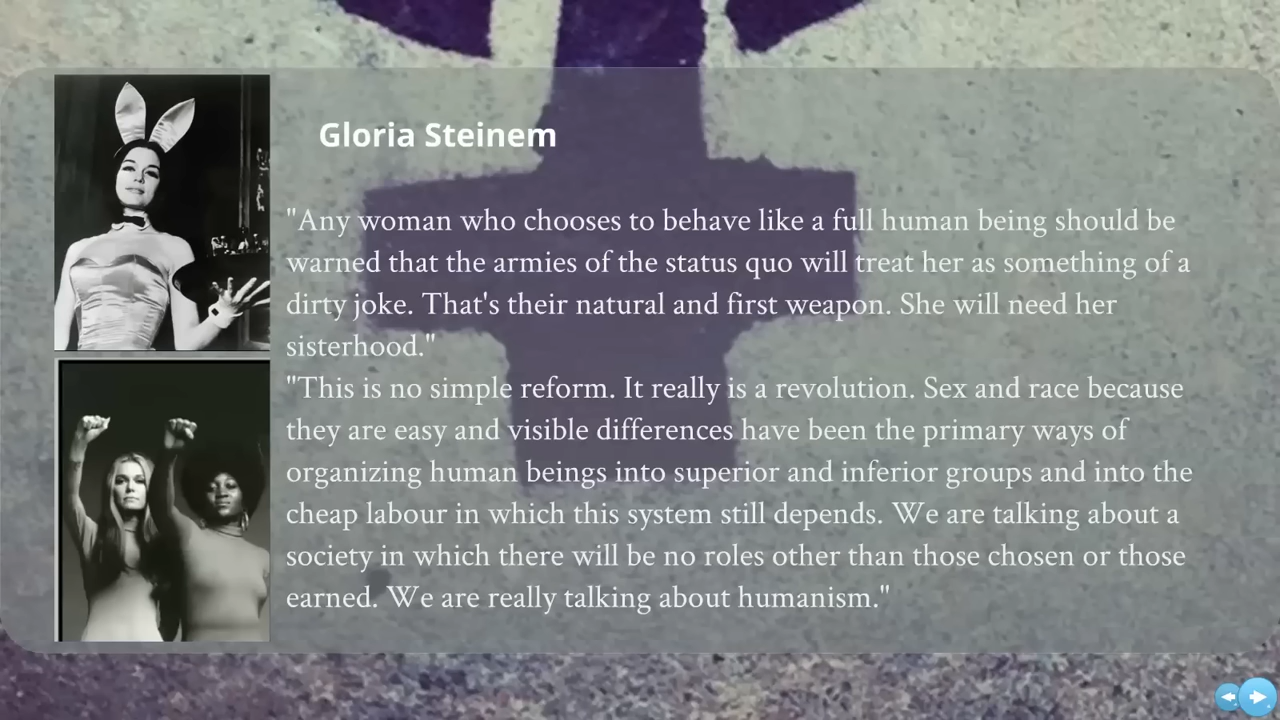 Gloria Steinem
"Any woman who chooses to behave like a full human being should be
warned that the armies of the status quo will treat her as something of a
dirty joke. That's their natural and first weapon. She will need her
sisterhood."
"This is no simple reform. It really is a revolution. Sex and race because
they are easy and visible differences have been the primary ways of
organizing human beings into superior and inferior groups and into the
cheap labour in which this system still depends. We are talking about a
society in which there will be no roles other than those chosen or those
earned. We are really talking about humanism."